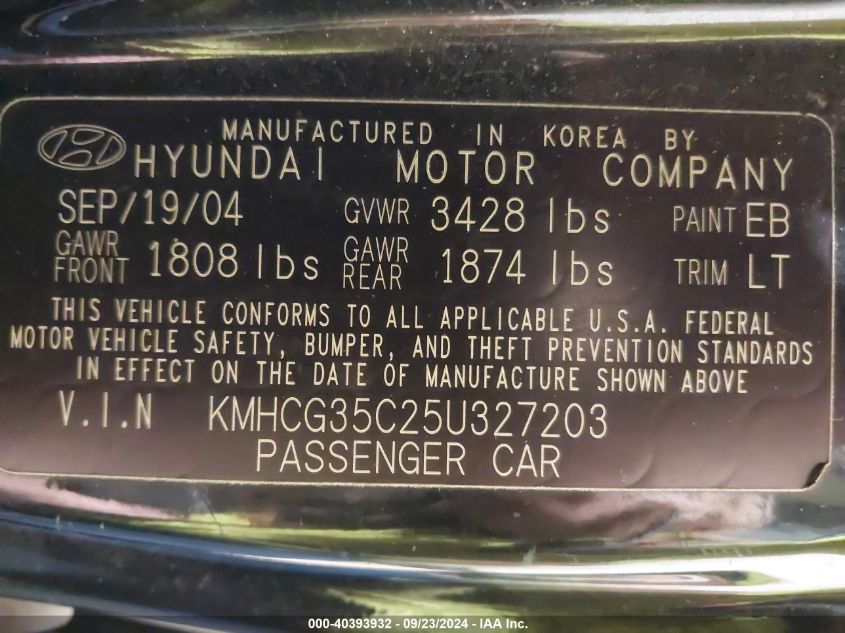 MANUFACTURED IN KOREA BY
HYUNDAI MOTOR COMPANY
SEP/19/04 GVWR 3428 lbs PAINT EB
GAWR FRONT 1808 lbs GAWR REAR 1874 lbs TRIM LT
THIS VEHICLE CONFORMS TO ALL APPLICABLE U.S.A. FEDERAL
MOTOR VEHICLE SAFETY, BUMPER, AND THEFT PREVENTION STANDARDS
IN EFFECT ON THE DATE OF MANUFACTURE SHOWN ABOVE
V.I.N KMHCG35C25U327203
PASSENGER CAR
000-40393932 - 09/23/2024 - IAA Inc.